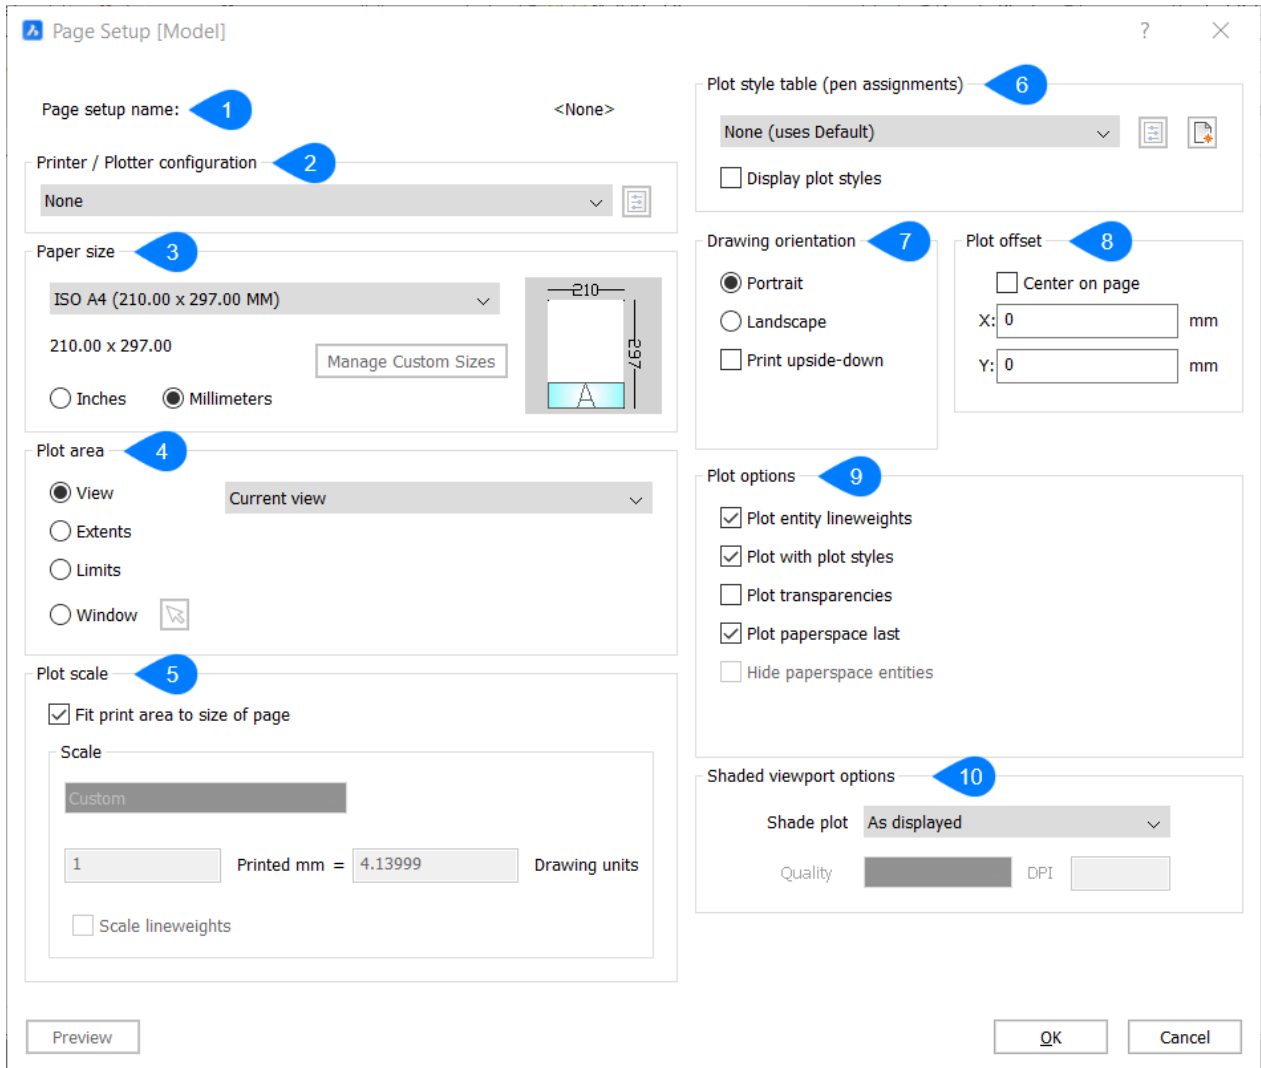 Page Setup [Model]
?
Page setup name:
1
<None>
Printer / Plotter configuration
2
None
Paper size
3
ISO A4 (210.00 x 297.00 MM)
210.00 x 297.00
Manage Custom Sizes
Inches
Millimeters
210
297
A
Plot area
4
View
Current view
Extents
Limits
Window
Plot scale
5
Fit print area to size of page
Scale
Custom
1
Printed mm =
4.13999
Drawing units
Scale lineweights
Plot style table (pen assignments)
6
None (uses Default)
Display plot styles
Drawing orientation
7
Portrait
Landscape
Print upside-down
Plot offset
8
Center on page
X: 0 mm
Y: 0 mm
Plot options
9
Plot entity lineweights
Plot with plot styles
Plot transparencies
Plot paperspace last
Hide paperspace entities
Shaded viewport options
10
Shade plot
As displayed
Quality
DPI
Preview
OK
Cancel